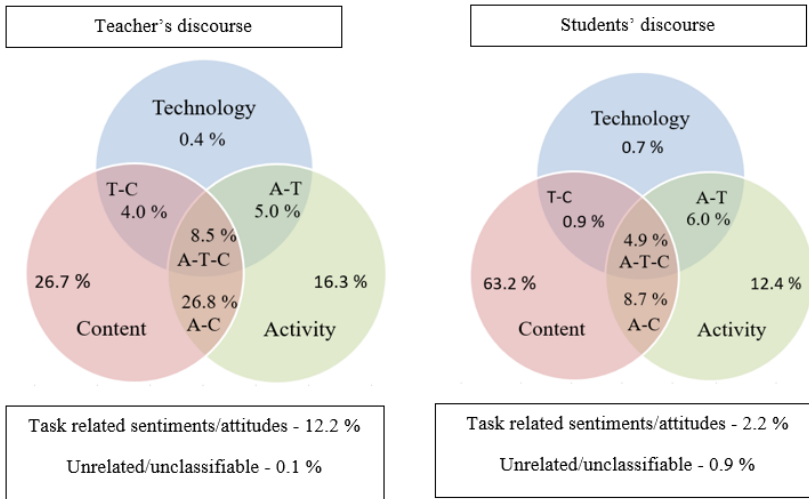 Teacher's discourse
Technology
0.4 %
T-C
4.0 %
A-T
5.0 %
8.5 %
A-T-C
26.7 %
16.3 %
26.8 %
A-C
Content
Activity
Task related sentiments/attitudes - 12.2 %
Unrelated/unclassifiable - 0.1 %
Students' discourse
Technology
0.7 %
T-C
0.9 %
A-T
6.0 %
4.9 %
A-T-C
63.2 %
12.4 %
8.7 %
A-C
Content
Activity
Task related sentiments/attitudes - 2.2 %
Unrelated/unclassifiable - 0.9 %